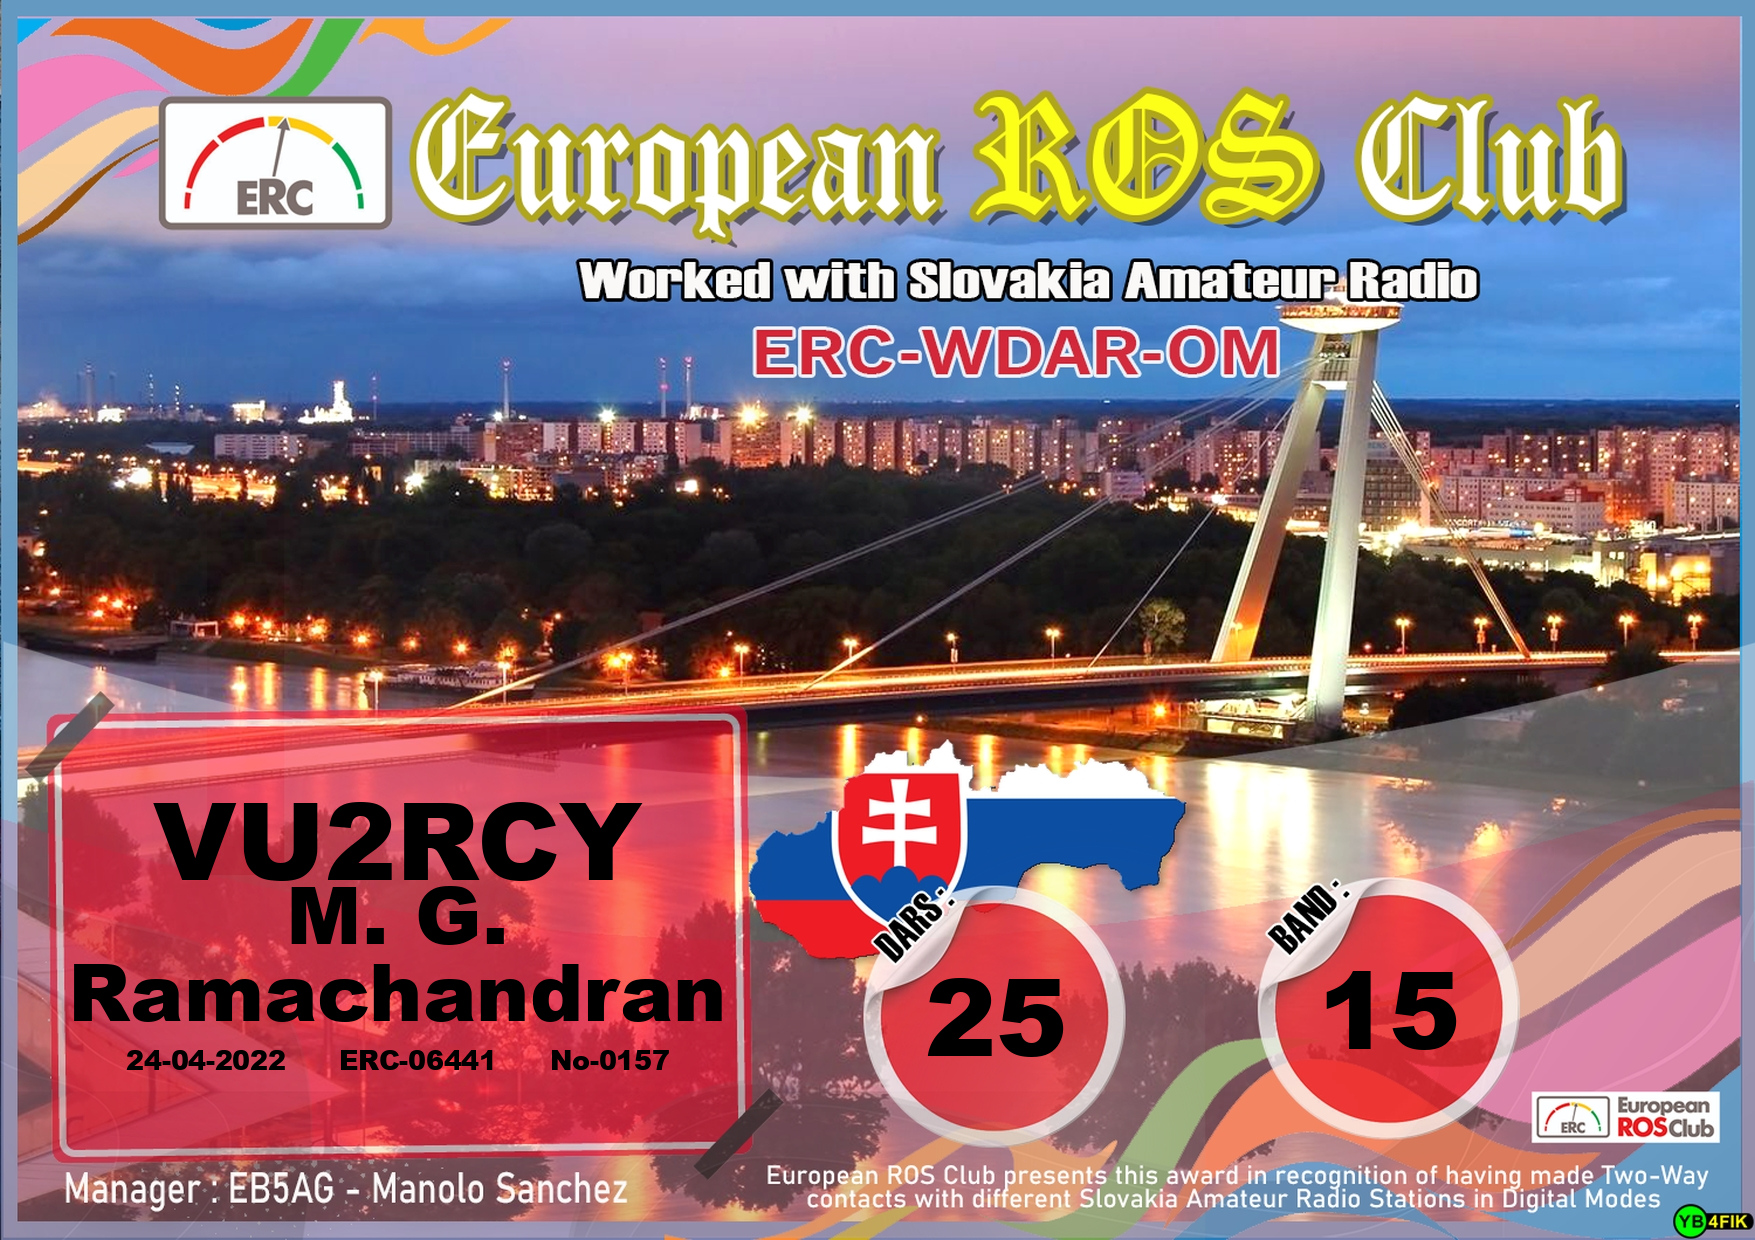 ERC
European ROS Club
Worked with Slovakia Amateur Radio
ERC-WDAR-OM
VU2RCY
M. G.
Ramachandran
24-04-2022 ERC-06441 No-0157
DARS :
25
BAND :
15
ERC
European
ROSClub
Manager : EB5AG - Manolo Sanchez
European ROS Club presents this award in recognition of having made Two-Way
contacts with different Slovakia Amateur Radio Stations in Digital Modes
YB4FIK